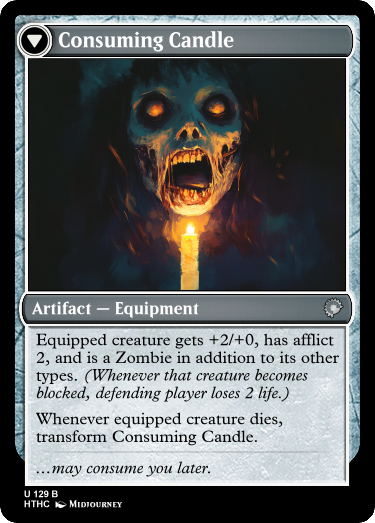 Consuming Candle
Artifact — Equipment
Equipped creature gets +2/+0, has afflict
2, and is a Zombie in addition to its other
types. (Whenever that creature becomes
blocked, defending player loses 2 life.)
Whenever equipped creature dies,
transform Consuming Candle.
…may consume you later.
U 129 B
HTHC Midjourney